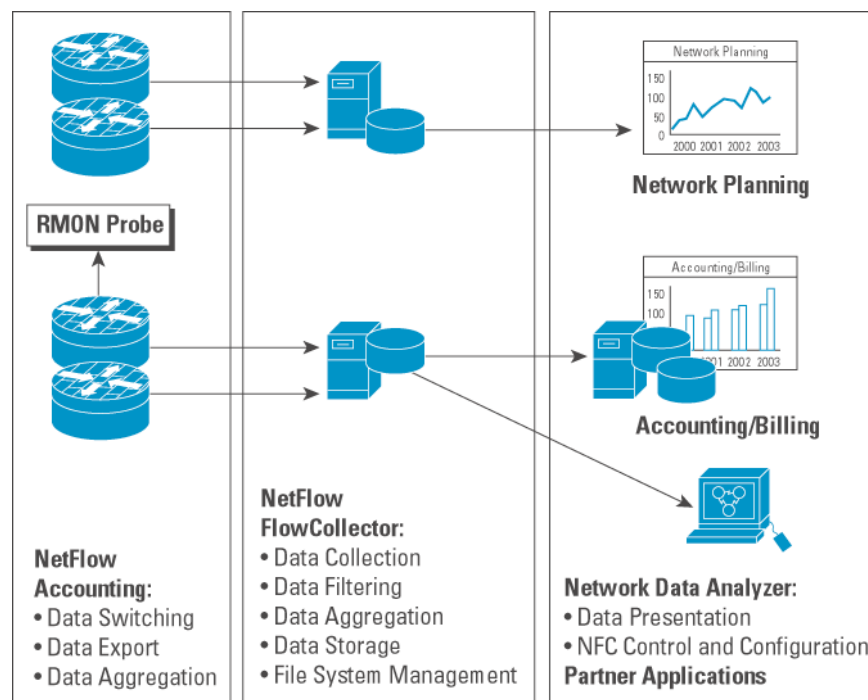 RMON Probe
NetFlow
Accounting:
• Data Switching
• Data Export
• Data Aggregation
NetFlow
FlowCollector:
• Data Collection
• Data Filtering
• Data Aggregation
• Data Storage
• File System Management
Network Planning
150
100
50
0
2000 2001 2002 2003
Network Planning
Accounting/Billing
150
100
2002 2003
Accounting/Billing
Network Data Analyzer:
• Data Presentation
• NFC Control and Configuration
Partner Applications